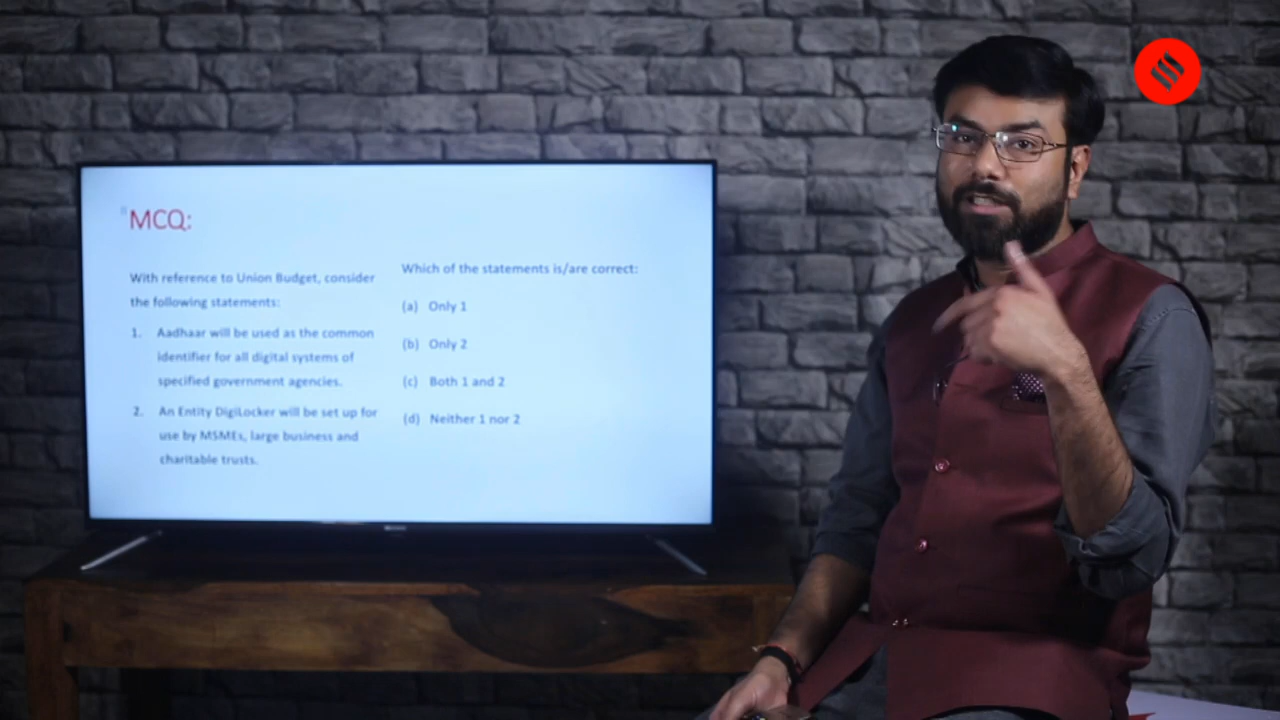 MCQ:
With reference to Union Budget, consider
the following statements:
1. Aadhaar will be used as the common
identifier for all digital systems of
specified government agencies.
2. An Entity DigiLocker will be set up for
use by MSMEs, large business and
charitable trusts.
Which of the statements is/are correct:
(a) Only 1
(b) Only 2
(c) Both 1 and 2
(d) Neither 1 nor 2